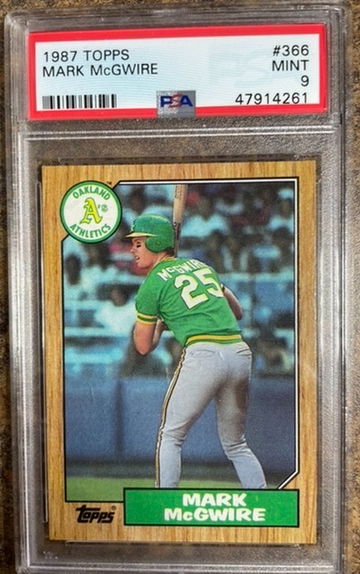 1987 TOPPS #366
MARK McGWIRE MINT
9
PSA 47914261
OAKLAND
A's
ATHLETICS
McGWIRE
25
topps
MARK
McGWIRE